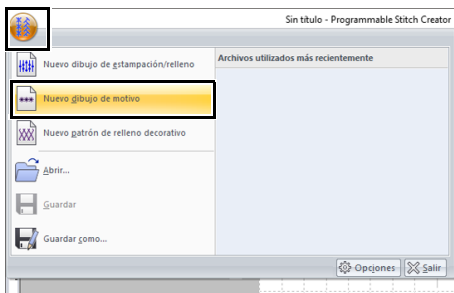 Sin título - Programmable Stitch Creator
Nuevo dibujo de estampación/relleno
Archivos utilizados más recientemente
Nuevo dibujo de motivo
Nuevo patrón de relleno decorativo
Abrir...
Guardar
Guardar como...
Opciones
Salir